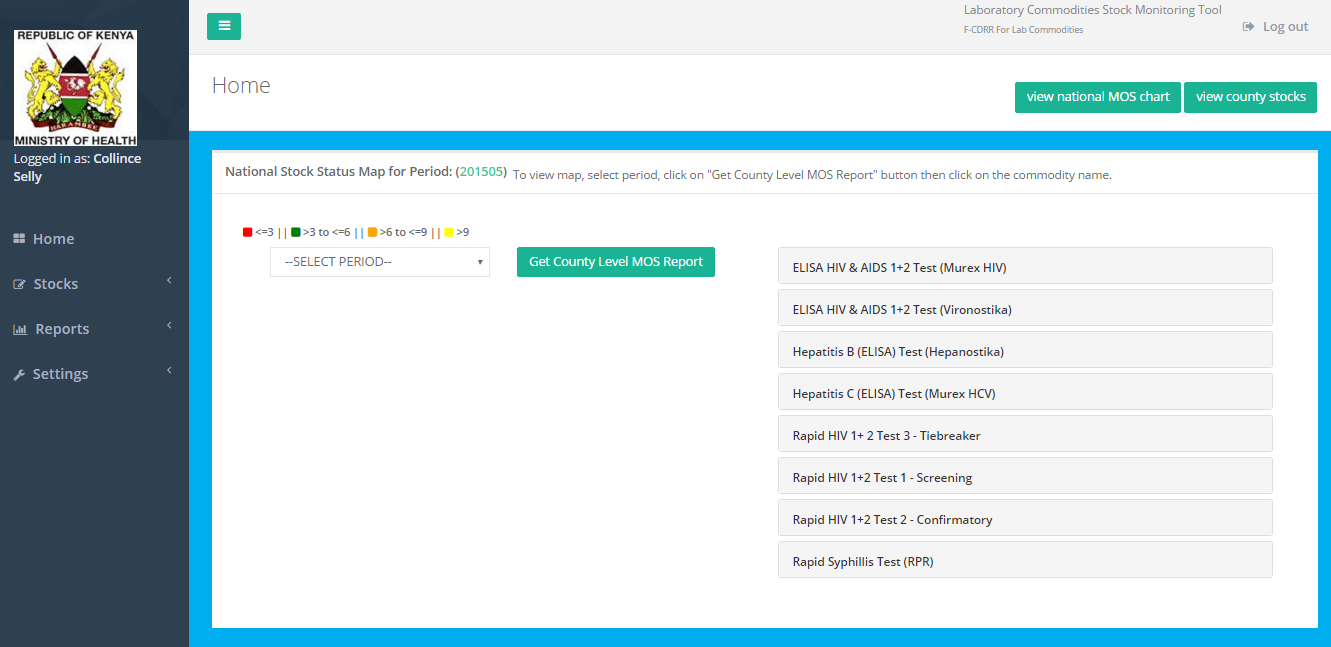 REPUBLIC OF KENYA
HARAMBEE
MINISTRY OF HEALTH
Logged in as: Collince
Selly
Home
Stocks
Reports
Settings
Laboratory Commodities Stock Monitoring Tool
F-CDRR For Lab Commodities
Log out
Home
view national MOS chart
view county stocks
National Stock Status Map for Period: (201505) To view map, select period, click on "Get County Level MOS Report" button then click on the commodity name.
<=3 || >3 to <=6 || >6 to <=9 || >9
--SELECT PERIOD--
Get County Level MOS Report
ELISA HIV & AIDS 1+2 Test (Murex HIV)
ELISA HIV & AIDS 1+2 Test (Vironostika)
Hepatitis B (ELISA) Test (Hepanostika)
Hepatitis C (ELISA) Test (Murex HCV)
Rapid HIV 1+ 2 Test 3 - Tiebreaker
Rapid HIV 1+2 Test 1 - Screening
Rapid HIV 1+2 Test 2 - Confirmatory
Rapid Syphillis Test (RPR)